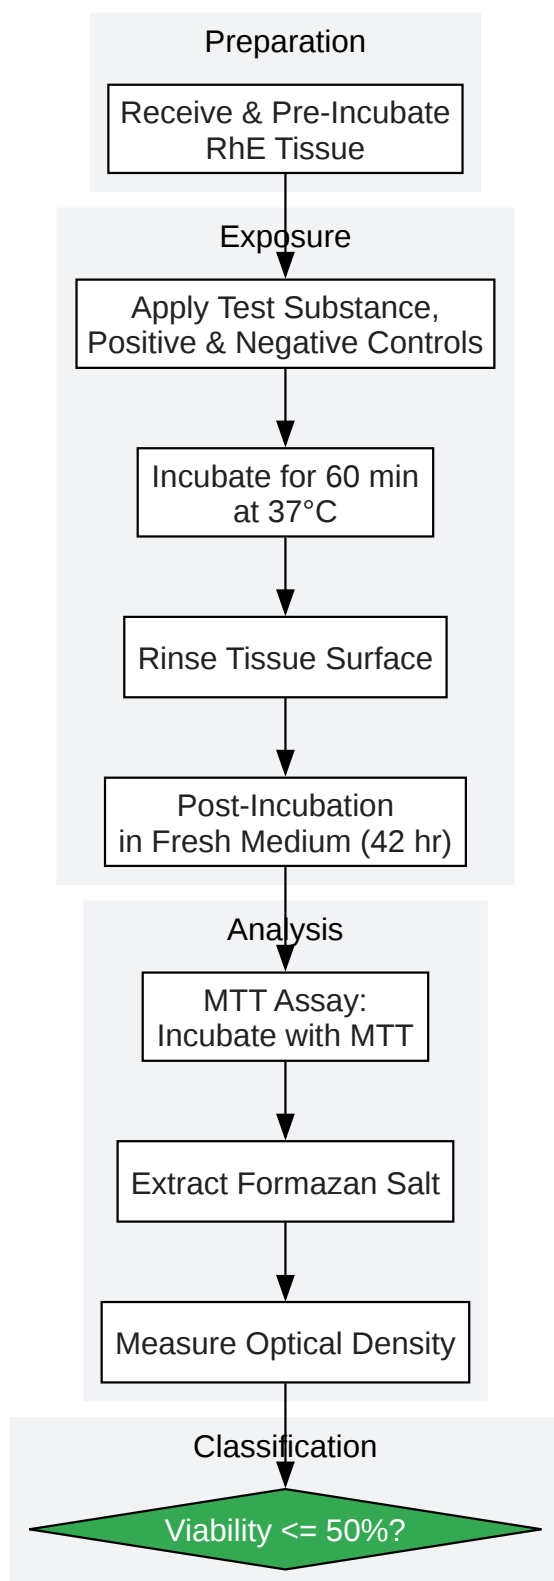 Preparation
Receive & Pre-Incubate
RhE Tissue
Exposure
Apply Test Substance,
Positive & Negative Controls
Incubate for 60 min
at 37°C
Rinse Tissue Surface
Post-Incubation
in Fresh Medium (42 hr)
Analysis
MTT Assay:
Incubate with MTT
Extract Formazan Salt
Measure Optical Density
Classification
Viability <= 50%?